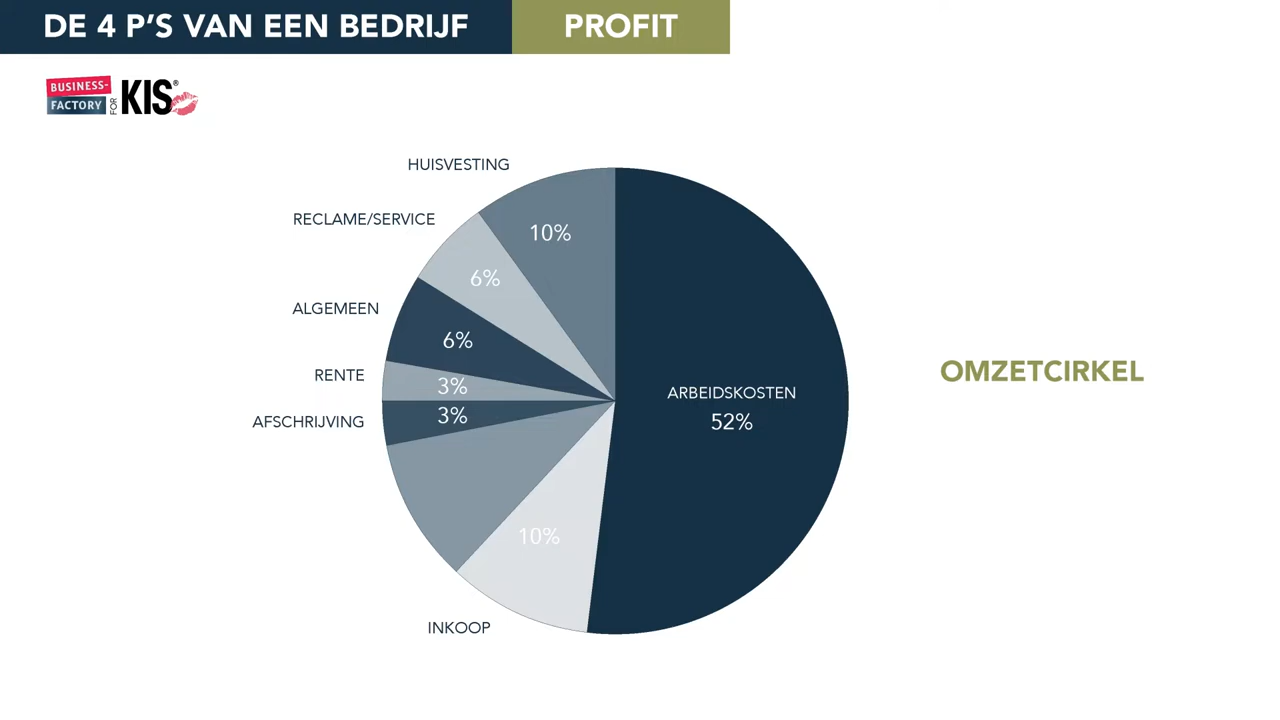 DE 4 P'S VAN EEN BEDRIJF
PROFIT
BUSINESS-
FACTORY
FOR
KIS®
HUISVESTING
10%
RECLAME/SERVICE
6%
ALGEMEEN
6%
RENTE
3%
AFSCHRIJVING
3%
ARBEIDSKOSTEN
52%
OMZETCIRKEL
10%
INKOOP